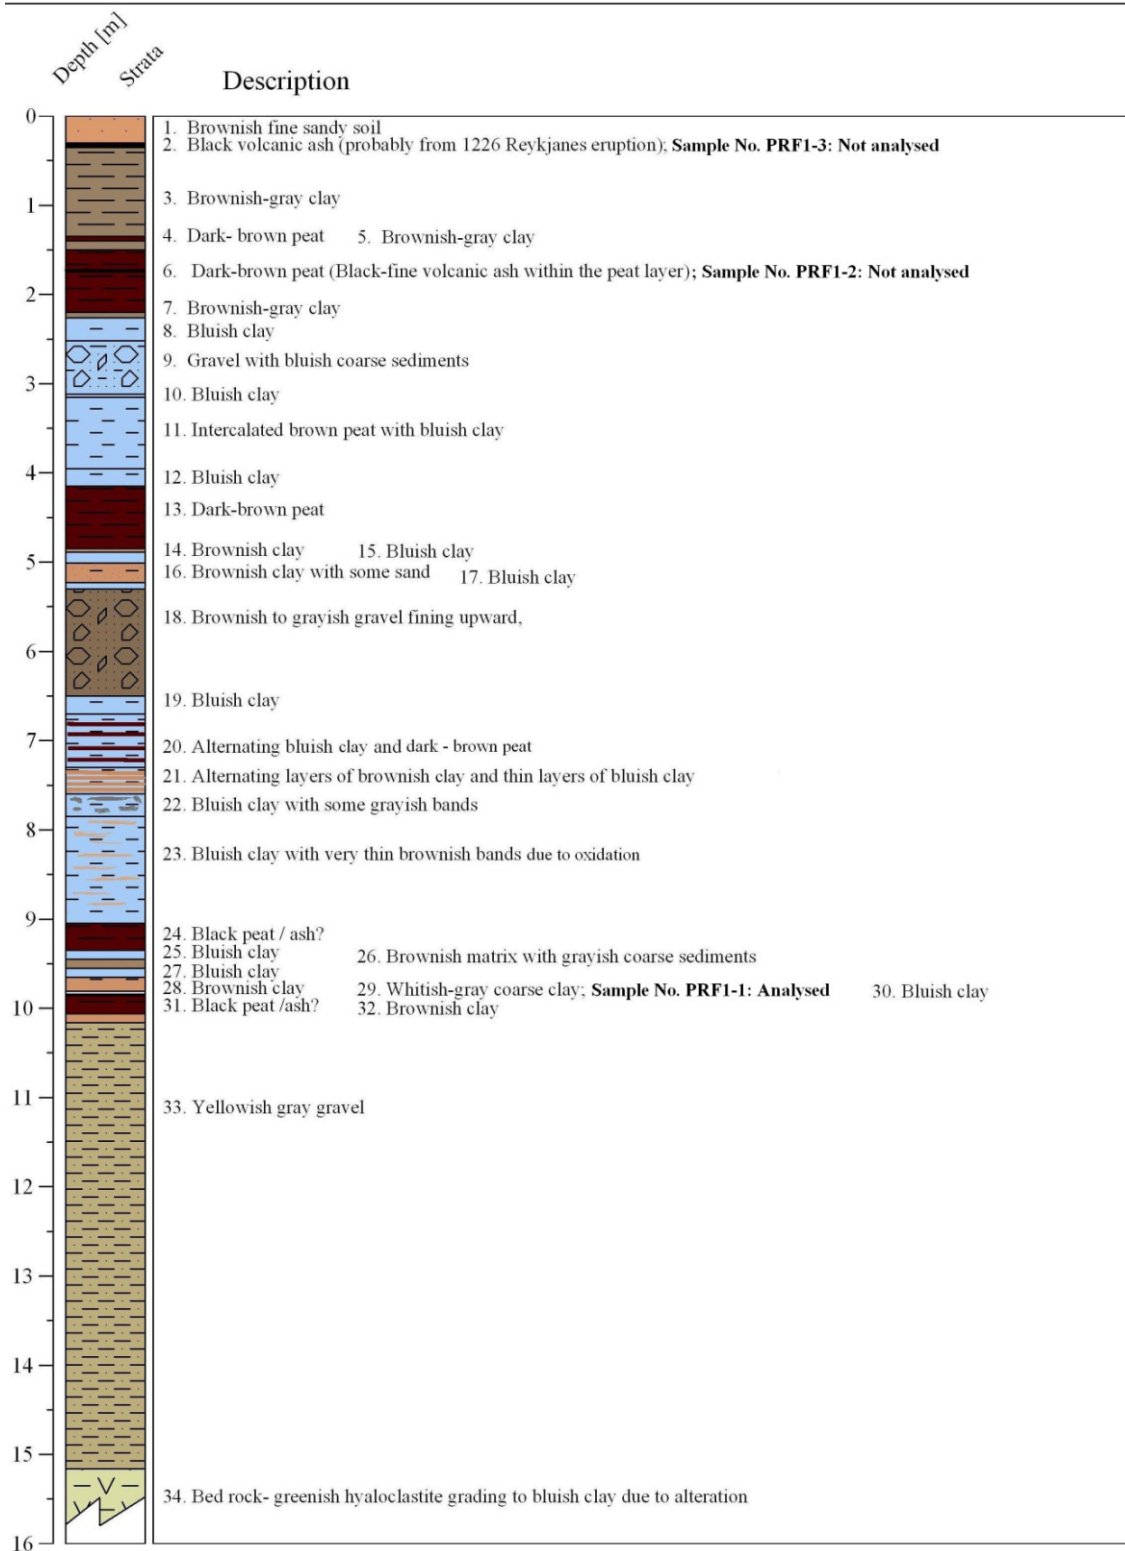 Depth [m]
Strata
Description
0
1. Brownish fine sandy soil
2. Black volcanic ash (probably from 1226 Reykjanes eruption); Sample No. PRF1-3: Not analysed
1
3. Brownish-gray clay
4. Dark- brown peat 5. Brownish-gray clay
6. Dark-brown peat (Black-fine volcanic ash within the peat layer); Sample No. PRF1-2: Not analysed
2
7. Brownish-gray clay
8. Bluish clay
9. Gravel with bluish coarse sediments
3
10. Bluish clay
11. Intercalated brown peat with bluish clay
4
12. Bluish clay
13. Dark-brown peat
14. Brownish clay 15. Bluish clay
5
16. Brownish clay with some sand 17. Bluish clay
18. Brownish to grayish gravel fining upward,
6
19. Bluish clay
7
20. Alternating bluish clay and dark - brown peat
21. Alternating layers of brownish clay and thin layers of bluish clay
22. Bluish clay with some grayish bands
8
23. Bluish clay with very thin brownish bands due to oxidation
9
24. Black peat / ash?
25. Bluish clay 26. Brownish matrix with grayish coarse sediments
27. Bluish clay
28. Brownish clay 29. Whitish-gray coarse clay; Sample No. PRF1-1: Analysed 30. Bluish clay
10
31. Black peat /ash? 32. Brownish clay
11
33. Yellowish gray gravel
12
13
14
15
34. Bed rock- greenish hyaloclastite grading to bluish clay due to alteration
16